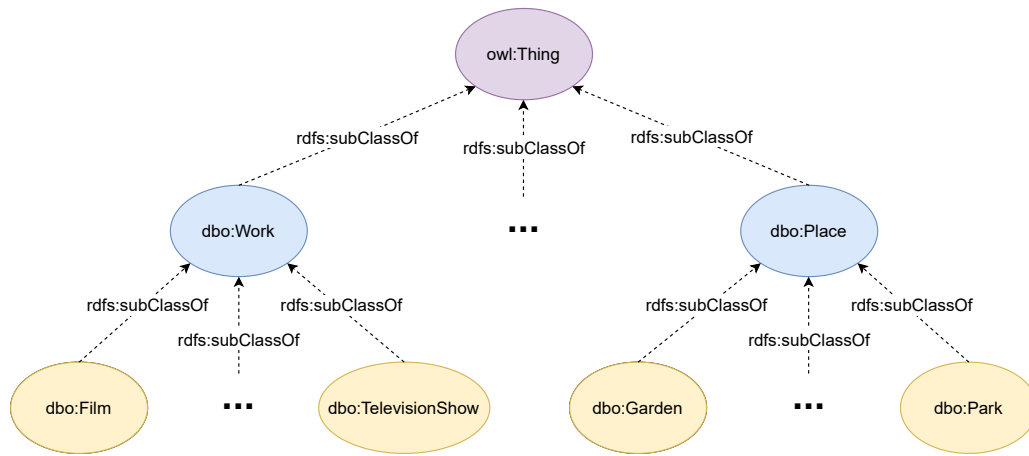 owl:Thing
rdfs:subClassOf
rdfs:subClassOf
rdfs:subClassOf
dbo:Work
...
dbo:Place
rdfs:subClassOf
rdfs:subClassOf
rdfs:subClassOf
rdfs:subClassOf
rdfs:subClassOf
rdfs:subClassOf
dbo:Film
...
dbo:TelevisionShow
dbo:Garden
...
dbo:Park